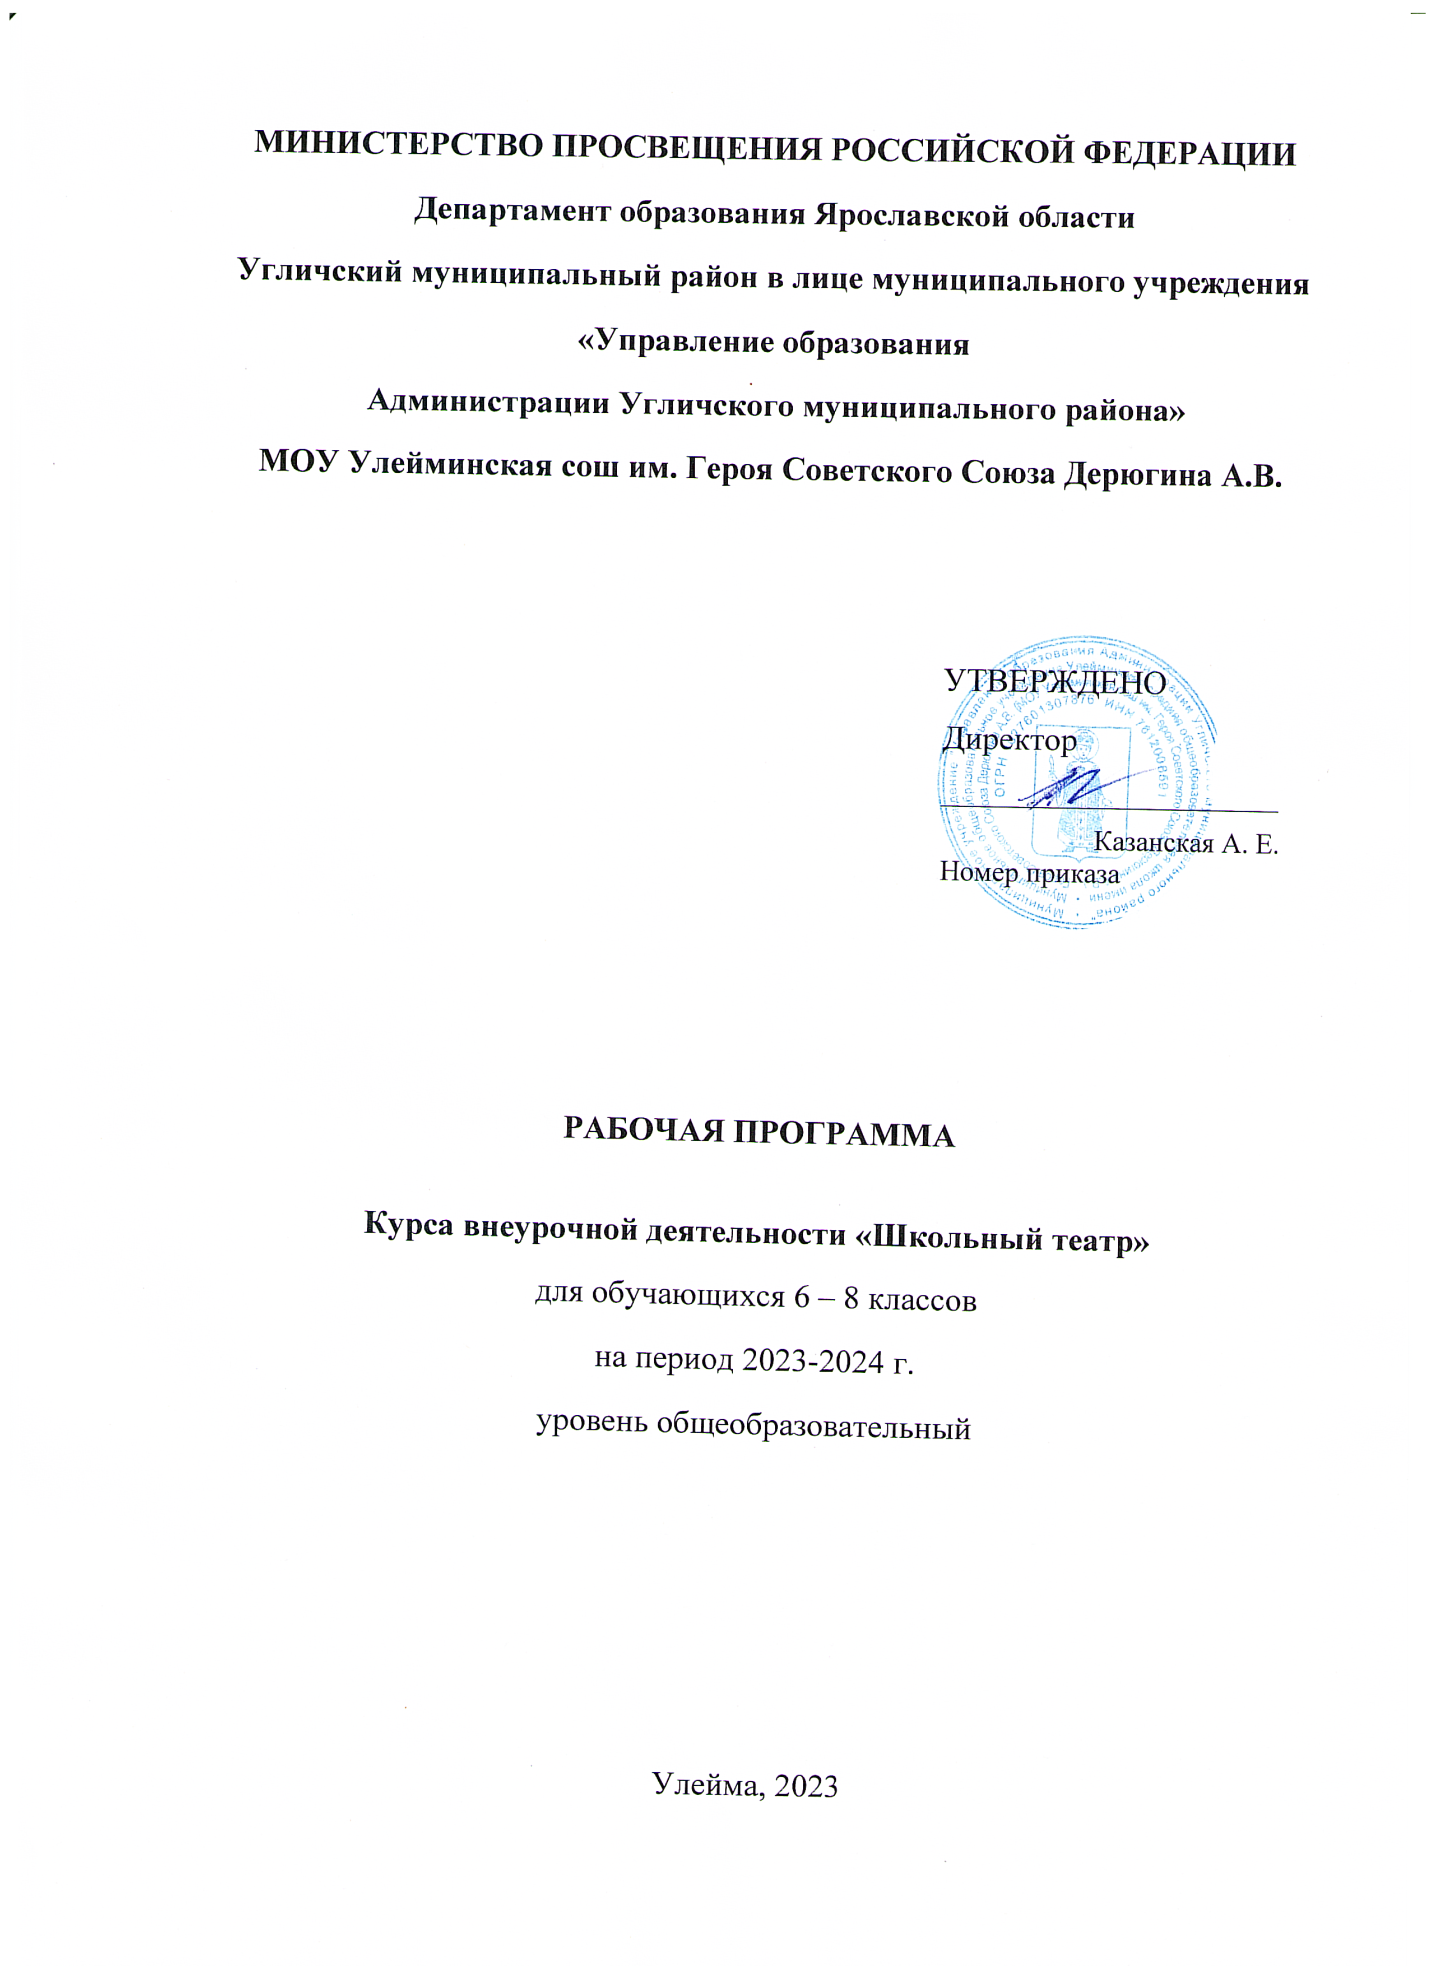 МИНИСТЕРСТВО ПРОСВЕЩЕНИЯ РОССИЙСКОЙ ФЕДЕРАЦИИ
Департамент образования Ярославской области
Угличский муниципальный район в лице муниципального учреждения
«Управление образования
Администрации Угличского муниципального района»
МОУ Улейминская сош им. Героя Советского Союза Дерюгина А.В.
УТВЕРЖДЕНО
Директор
Казанская А. Е.
Номер приказа
РАБОЧАЯ ПРОГРАММА
Курса внеурочной деятельности «Школьный театр»
для обучающихся 6 – 8 классов
на период 2023-2024 г.
уровень общеобразовательный
Улейма, 2023